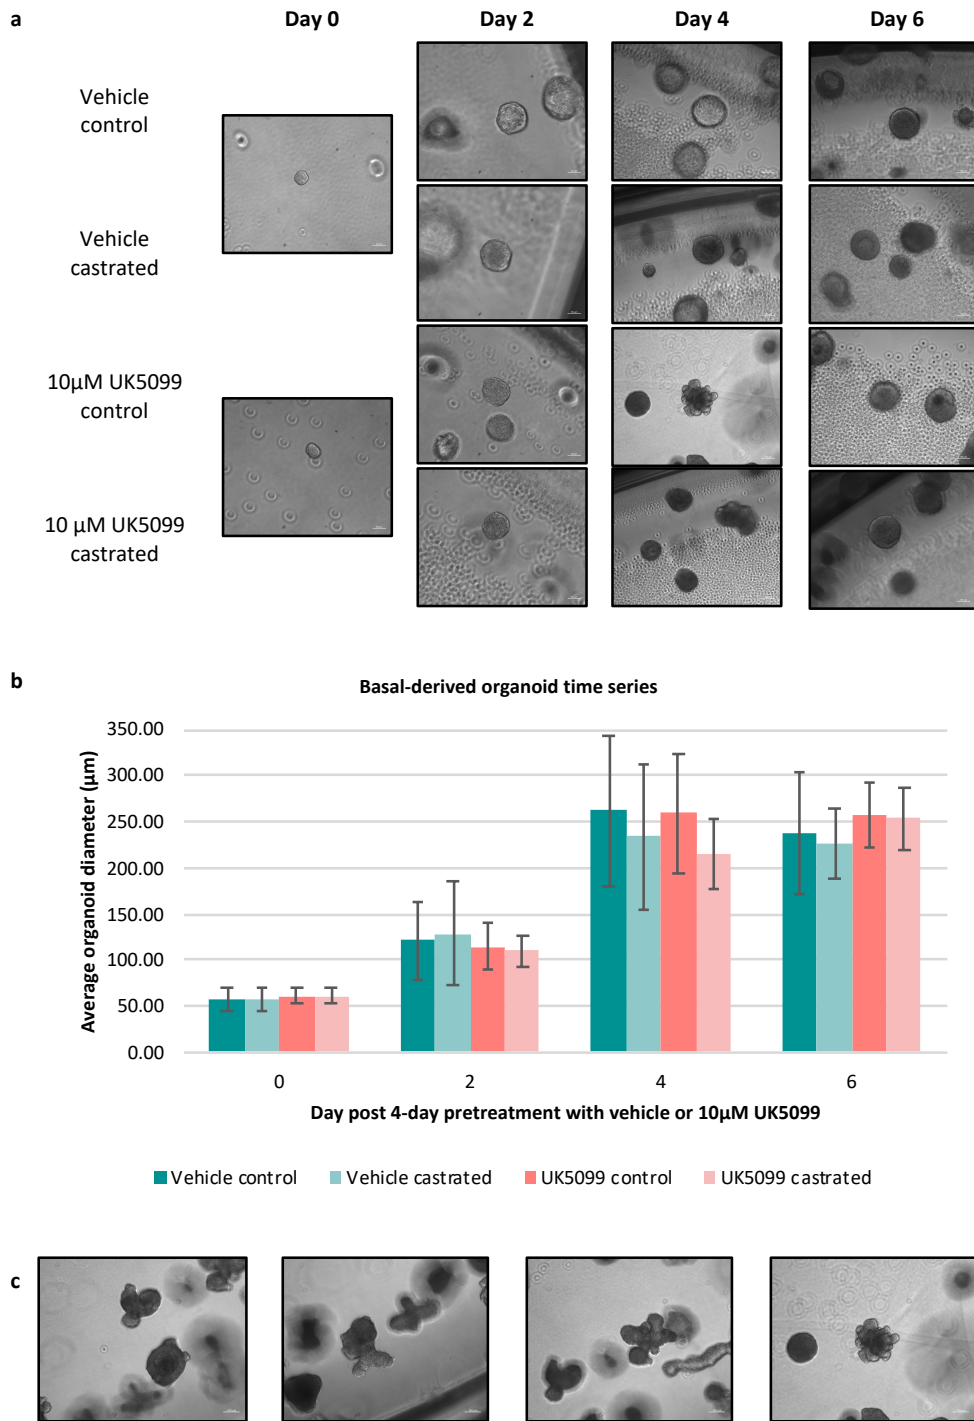 a
Day 0
Day 2
Day 4
Day 6
Vehicle
control
Vehicle
castrated
10µM UK5099
control
10 µM UK5099
castrated
b
Basal-derived organoid time series
Average organoid diameter (µm)
350.00
300.00
250.00
200.00
150.00
100.00
50.00
0.00
0
2
4
6
Day post 4-day pretreatment with vehicle or 10µM UK5099
Vehicle control
Vehicle castrated
UK5099 control
UK5099 castrated
c